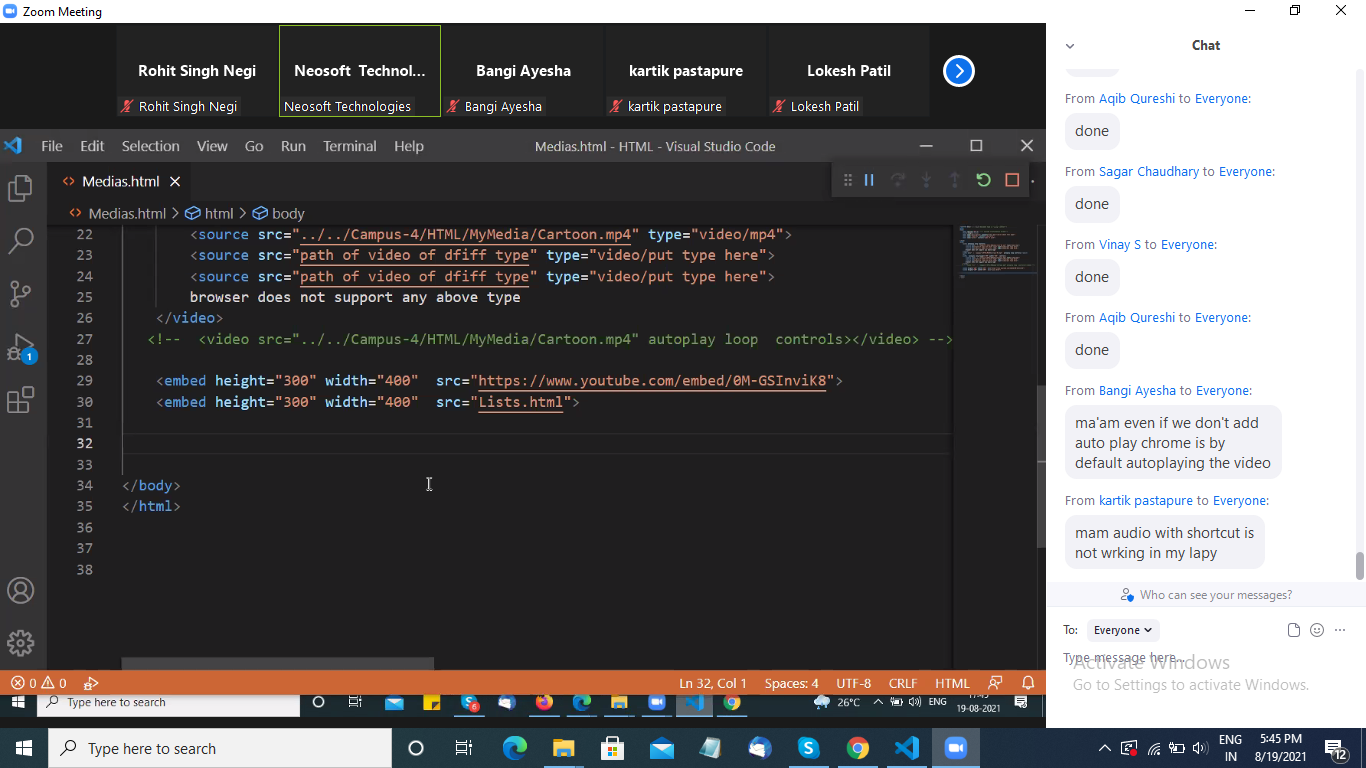 Zoom Meeting
Rohit Singh Negi
Neosoft Technol...
Bangi Ayesha
kartik pastapure
Lokesh Patil
Rohit Singh Negi
Neosoft Technologies
Bangi Ayesha
kartik pastapure
Lokesh Patil
File Edit Selection View Go Run Terminal Help
Medias.html - HTML - Visual Studio Code
Medias.html
Medias.html > html > body
22 <source src="../../Campus-4/HTML/MyMedia/Cartoon.mp4" type="video/mp4">
23 <source src="path of video of dfiff type" type="video/put type here">
24 <source src="path of video of dfiff type" type="video/put type here">
25 browser does not support any above type
26 </video>
27 <!-- <video src="../../Campus-4/HTML/MyMedia/Cartoon.mp4" autoplay loop  controls></video> -->
28
29 <embed height="300" width="400"  src="https://www.youtube.com/embed/0M-GSInviK8">
30 <embed height="300" width="400"  src="Lists.html">
31
32
33
34 </body>
35 </html>
36
37
38
1
0 0
Ln 32, Col 1 Spaces: 4 UTF-8 CRLF HTML
Type here to search
6
26°C
ENG
19-08-2021
Chat
From Aqib Qureshi to Everyone:
done
From Sagar Chaudhary to Everyone:
done
From Vinay S to Everyone:
done
From Aqib Qureshi to Everyone:
done
From Bangi Ayesha to Everyone:
ma'am even if we don't add
auto play chrome is by
default autoplaying the video
From kartik pastapure to Everyone:
mam audio with shortcut is
not wrking in my lapy
Who can see your messages?
To: Everyone
Type message here...
Activate Windows
Go to Settings to activate Windows.
Type here to search
ENG
IN
5:45 PM
8/19/2021
12